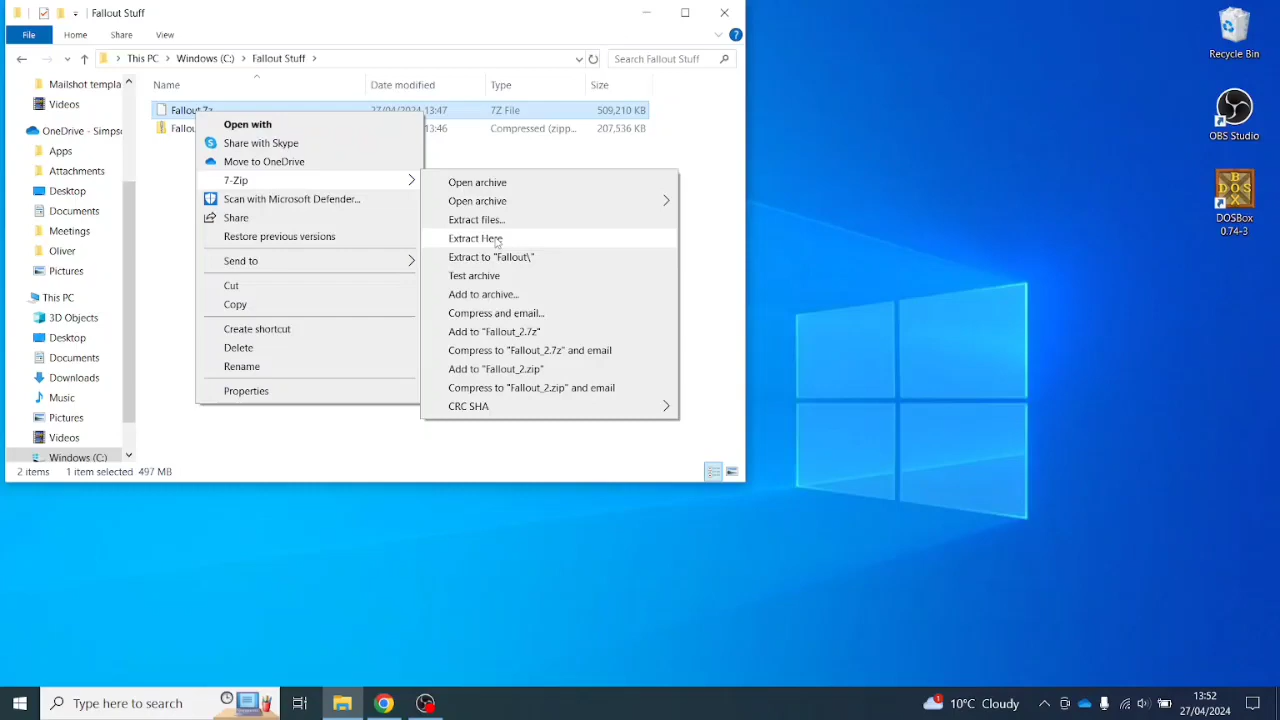 Fallout Stuff
File Home Share View
This PC Windows (C:) Fallout Stuff
Search Fallout Stuff
Name Date modified Type Size
Fallout.7z 27/04/2024 13:47 7Z File 509,210 KB
13:46 Compressed (zipp... 207,536 KB
Mailshot templa
Videos
OneDrive - Simps
Apps
Attachments
Desktop
Documents
Meetings
Oliver
Pictures
This PC
3D Objects
Desktop
Documents
Downloads
Music
Pictures
Videos
Windows (C:)
2 items 1 item selected 497 MB
Open with
Share with Skype
Move to OneDrive
7-Zip
Scan with Microsoft Defender...
Share
Restore previous versions
Send to
Cut
Copy
Create shortcut
Delete
Rename
Properties
Open archive
Open archive
Extract files...
Extract Here
Extract to "Fallout\"
Test archive
Add to archive...
Compress and email...
Add to "Fallout_2.7z"
Compress to "Fallout_2.7z" and email
Add to "Fallout_2.zip"
Compress to "Fallout_2.zip" and email
CRC SHA
Recycle Bin
OBS Studio
DOSBox
0.74-3
Type here to search
10°C Cloudy
13:52
27/04/2024